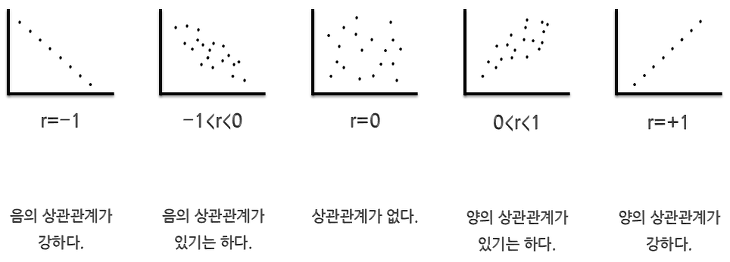 r=-1
-1<r<0
r=0
0<r<1
r=+1
음의 상관관계가
강하다.
음의 상관관계가
있기는 하다.
상관관계가 없다.
양의 상관관계가
있기는 하다.
양의 상관관계가
강하다.